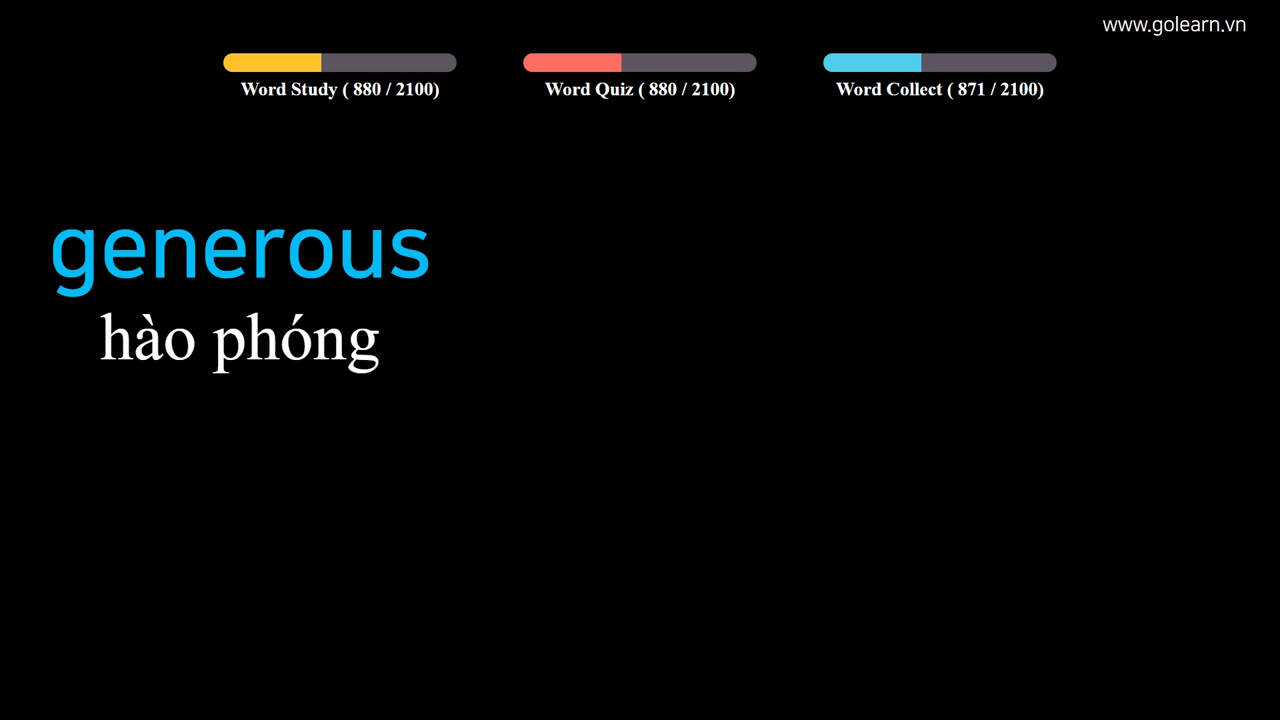 www.golearn.vn
Word Study ( 880 / 2100)
Word Quiz ( 880 / 2100)
Word Collect ( 871 / 2100)
generous
hào phóng